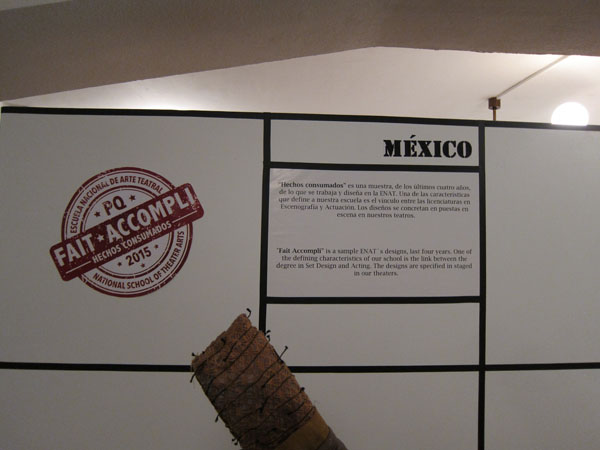 MÉXICO
"Hechos consumados" es una muestra, de los últimos cuatro años,
de lo que se trabaja y diseña en la ENAT. Una de las características
que define a nuestra escuela es el vínculo entre las licenciaturas en
Escenografía y Actuación. Los diseños se concretan en puestas en
escena en nuestros teatros.
"Fait Accompli" is a sample ENAT´s designs, last four years. One of
the defining characteristics of our school is the link between the
degree in Set Design and Acting. The designs are specified in staged
in our theaters.
ESCUELA NACIONAL DE ARTE TEATRAL
PQ
FAIT★ACCOMPLI
HECHOS CONSUMADOS
2015
NATIONAL SCHOOL OF THEATER ARTS